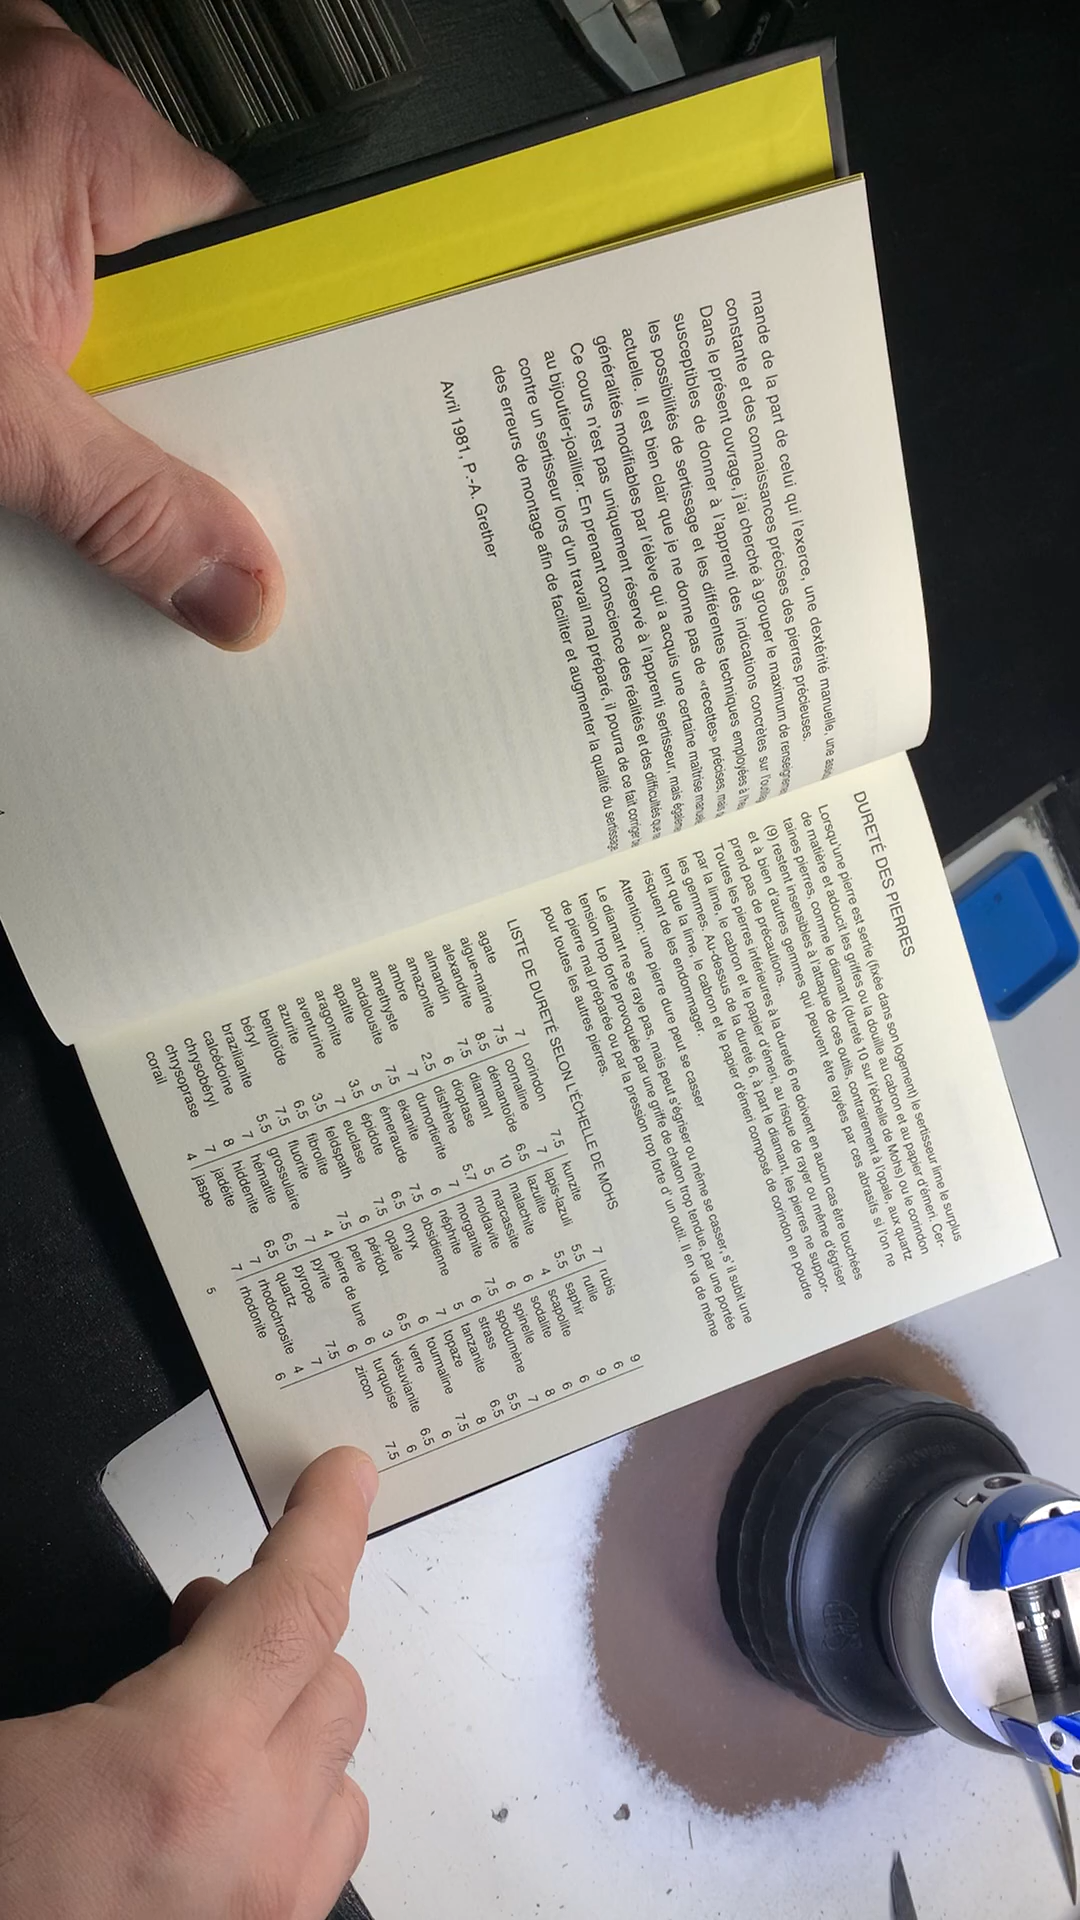 mande de la part de celui qui l'exerce, une dextérité manuelle, une
constante et des connaissances précises des pierres précieuses.
Dans le présent ouvrage, j'ai cherché à grouper le maximum de
susceptibles de donner à l'apprenti des indications concrètes sur
les possibilités de sertissage et les différentes techniques employées à
actuelle. Il est bien clair que je ne donne pas de «recettes» précises, mais
généralités modifiables par l'élève qui a acquis une certaine maîtrise
Ce cours n'est pas uniquement réservé à l'apprenti sertisseur, mais
au bijoutier-joaillier. En prenant conscience des réalités et des difficultés que
contre un sertisseur lors d'un travail mal préparé, il pourra de ce fait corriger
des erreurs de montage afin de faciliter et augmenter la qualité du sertissage.
Avril 1981, P.-A. Grether
DURETÉ DES PIERRES
Lorsqu'une pierre est sertie (fixée dans son logement) le sertisseur lime le surplus
de matière et adoucit les griffes ou la douille au cabron et au papier d'émeri. Cer-
taines pierres, comme le diamant (dureté 10 sur l'échelle de Mohs) ou le corindon
(9) restent insensibles à l'attaque de ces outils, contrairement à l'opale, aux quartz
et à bien d'autres gemmes qui peuvent être rayées par ces abrasifs si l'on ne
prend pas de précautions.
Toutes les pierres inférieures à la dureté 6 ne doivent en aucun cas être touchées
par la lime, le cabron et le papier d'émeri, au risque de rayer ou même d'égriser
les gemmes. Au-dessus de la dureté 6, à part le diamant, les pierres ne suppor-
tent que la lime, le cabron et le papier d'émeri composé de corindon en poudre
risquent de les endommager.
Attention: une pierre dure peut se casser
Le diamant ne se raye pas, mais peut s'égriser ou même se casser, s'il subit une
tension trop forte provoquée par une griffe de chaton trop tendue, par une portée
de pierre mal préparée ou par la pression trop forte d'un outil. Il en va de même
pour toutes les autres pierres.
LISTE DE DURETÉ SELON L'ÉCHELLE DE MOHS
agate 7 corindon 7.5 kunzite 7 rubis 9
aigue-marine 7.5 cornaline 7 lapis-lazuli 5.5 rutile 6
alexandrite 8.5 démantoïde 6.5 lazulite 5.5 saphir 9
almandin 7.5 diamant 10 malachite 4 scapolite 6
amazonite 6 dioptase 5 marcassite 6 sodalite 6
ambre 2.5 disthène 5.7 moldavite 6 spinelle 8
amethyste 7 dumortierite 7 morganite 7.5 spodumène 7
andalousite 7.5 ekanite 6 néphrite 6 strass 5.5
apatite 5 émeraude 7.5 obsidienne 5 tanzanite 6.5
aragonite 3.5 épidote 6.5 onyx 7 topaze 8
aventurine 7 euclase 7.5 opale 6 tourmaline 7.5
azurite 3.5 feldspath 6 péridot 6.5 verre 6
benitoïde 6.5 fibrolite 7.5 perle 3 vésuvianite 6.5
béryl 7.5 fluorite 4 pierre de lune 6 turquoise 6
brazilianite 5.5 grossulaire 7 pyrite 6 zircon 7.5
calcédoine 7 hématite 6.5 pyrope 7.5
chrysobéryl 8 hiddenite 6.5 quartz 7
chrysoprase 7 jadéite 7 rhodochrosite 4
corail 4 jaspe 7 rhodonite 6
5